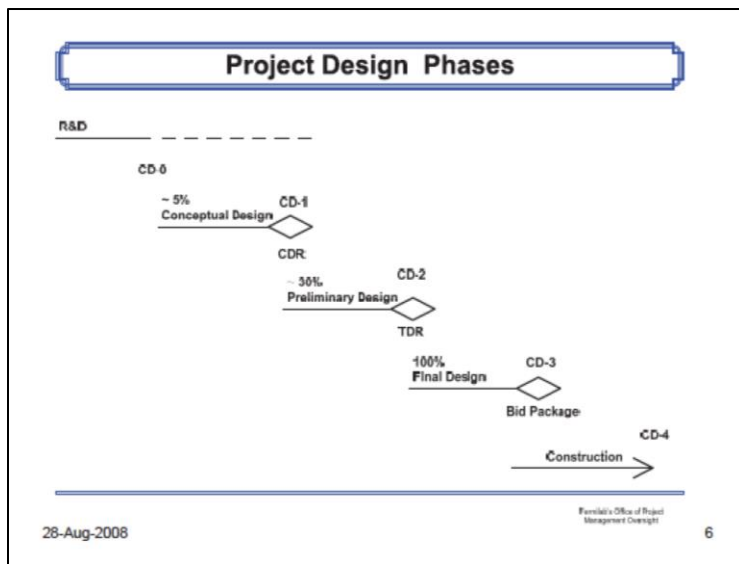 Project Design Phases
R&D
CD-0
~ 5%
Conceptual Design
CD-1
CDR
~ 30%
Preliminary Design
CD-2
TDR
100%
Final Design
CD-3
Bid Package
CD-4
Construction
Fermilab's Office of Project
Management Oversight
28-Aug-2008
6